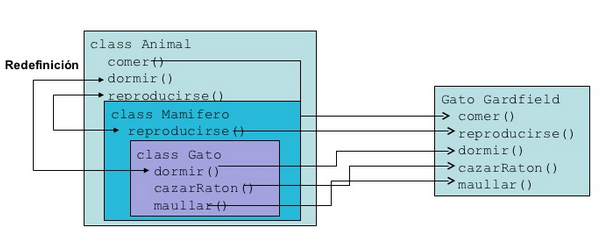 class Animal
comer()
Redefinición
dormir()
reproducirse()
class Mamifero
reproducirse()
class Gato
dormir()
cazarRaton()
maullar()
Gato Gardfield
comer()
reproducirse()
dormir()
cazarRaton()
maullar()